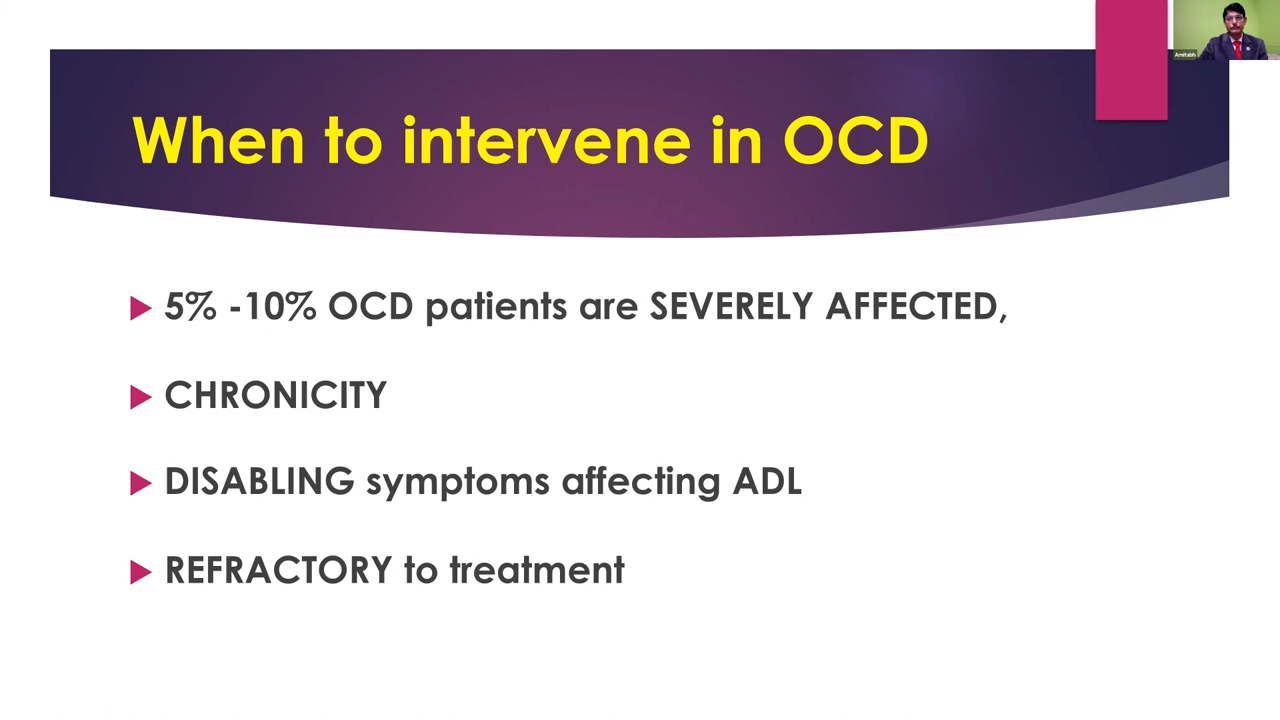 Amitabh
When to intervene in OCD
5% -10% OCD patients are SEVERELY AFFECTED,
CHRONICITY
DISABLING symptoms affecting ADL
REFRACTORY to treatment